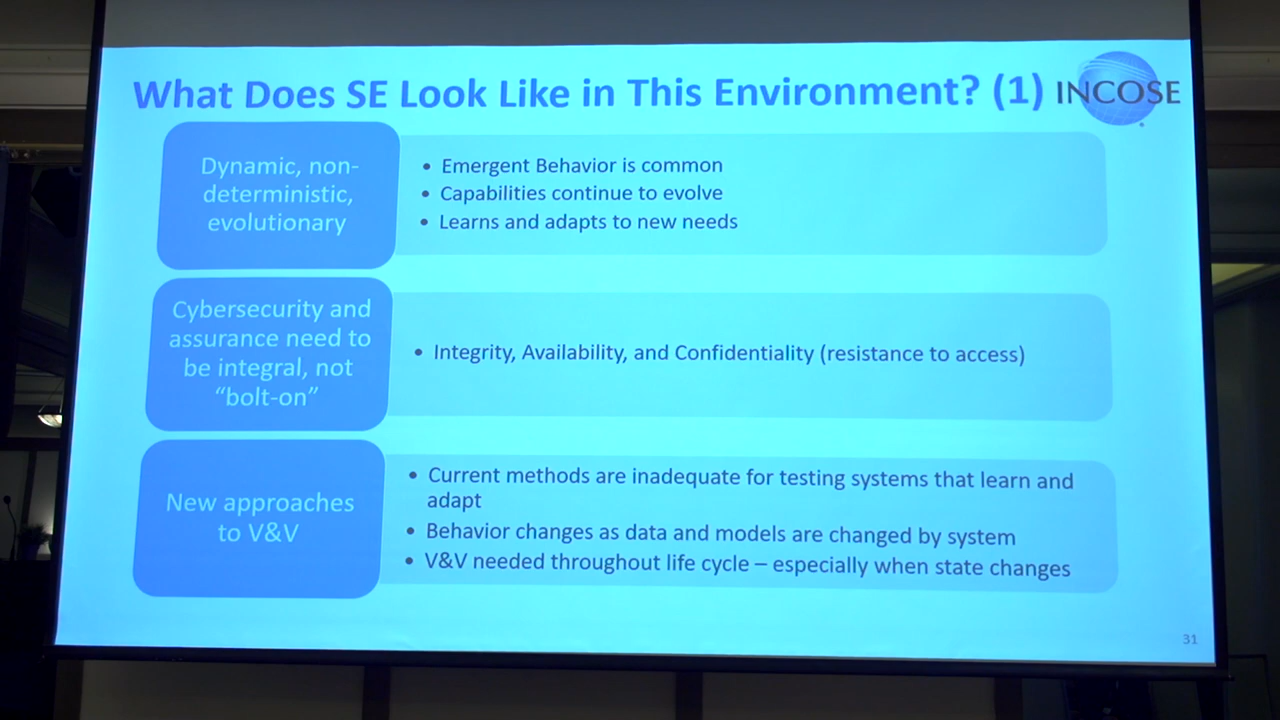 What Does SE Look Like in This Environment? (1)
INCOSE
Dynamic, non-
deterministic,
evolutionary
• Emergent Behavior is common
• Capabilities continue to evolve
• Learns and adapts to new needs
Cybersecurity and
assurance need to
be integral, not
“bolt-on”
• Integrity, Availability, and Confidentiality (resistance to access)
New approaches
to V&V
• Current methods are inadequate for testing systems that learn and
adapt
• Behavior changes as data and models are changed by system
• V&V needed throughout life cycle – especially when state changes
31